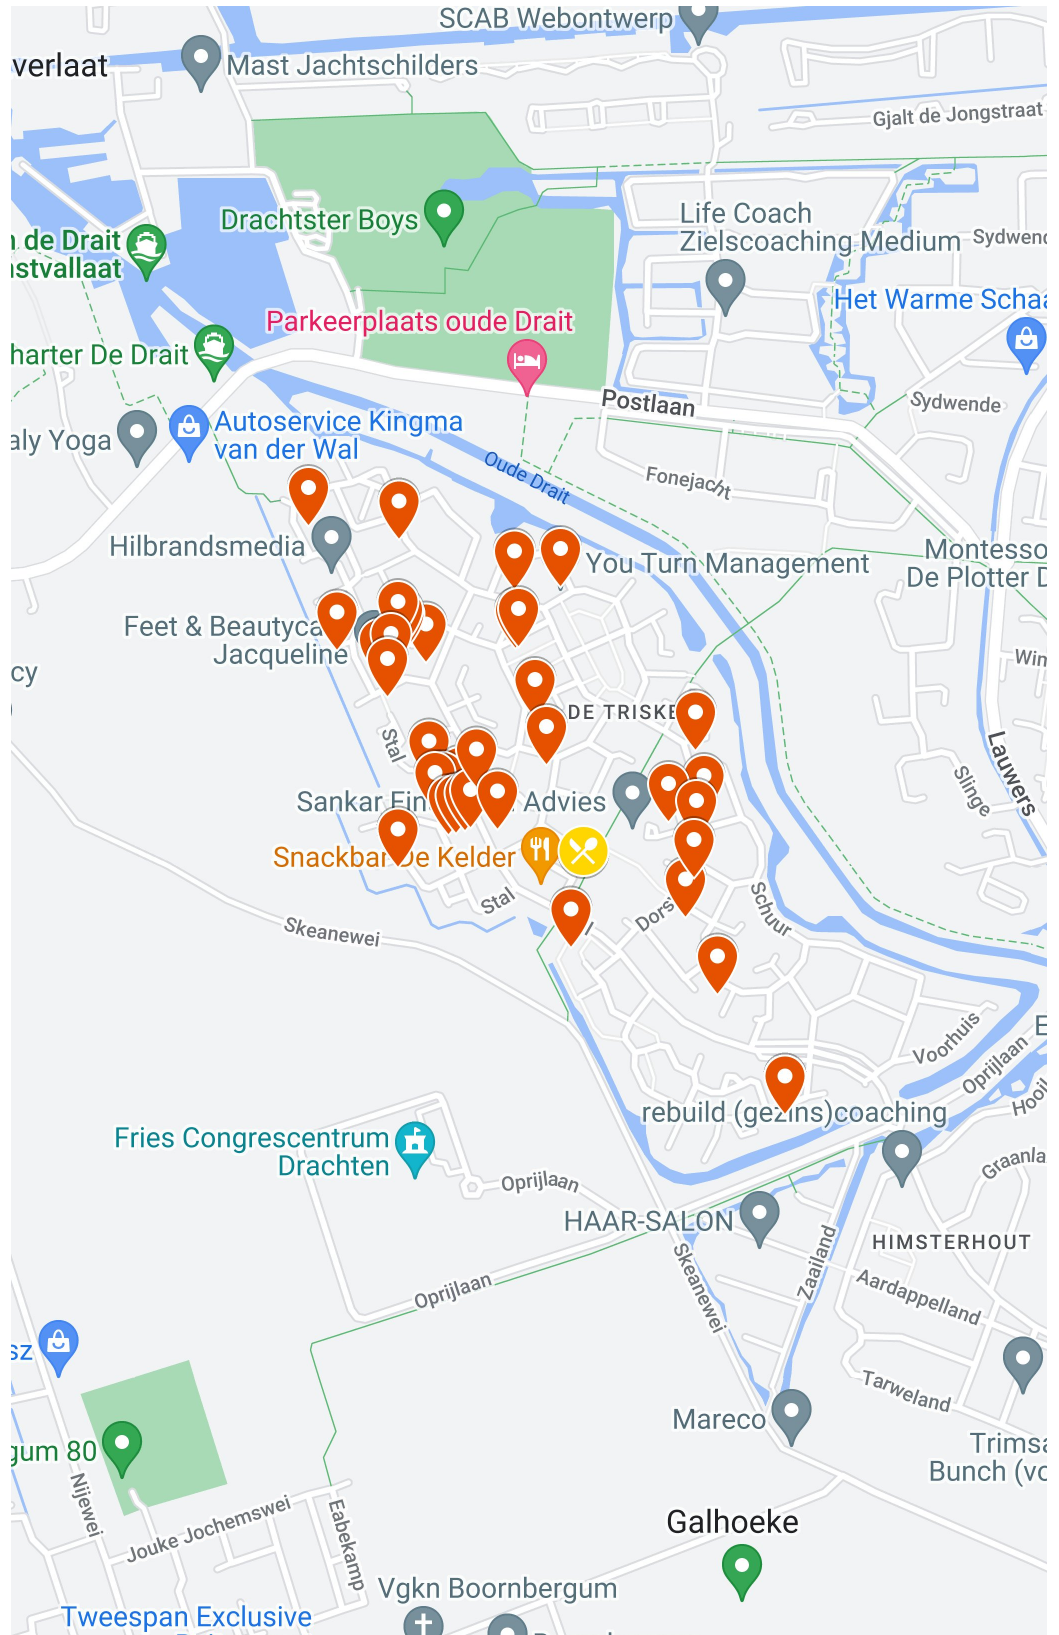 SCAB Webontwerp
verlaat
Mast Jachtschilders
Gjalt de Jongstraat
Drachtster Boys
Life Coach
Zielscoaching Medium
Sydwend
de Drait
nstvallaat
Het Warme Schaa
Parkeerplaats oude Drait
harter De Drait
Postlaan
Sydwende
Autoservice Kingma
van der Wal
aly Yoga
Oude Drait
Fonejacht
Hilbrandsmedia
You Turn Management
Montesso
De Plotter D
Feet & Beautyca
Jacqueline
cy
Wim
DE TRISKE
Stal
Lauwers
Slinge
Sankar Fin
Advies
Snackbar De Kelder
Stal
Dors
Schuur
Skeanewei
Voorhuis
Oprijlaan
Hooil
rebuild (gezins)coaching
Fries Congrescentrum
Drachten
Graanla
Oprijlaan
HAAR-SALON
HIMSTERHOUT
Skeanewei
Zaailand
Oprijlaan
Aardappelland
sz
Tarweland
Mareco
gum 80
Trimsa
Bunch (vo
Nijewei
Jouke Jochemswei
Eabekamp
Galhoeke
Vgkn Boornbergum
Tweespan Exclusive